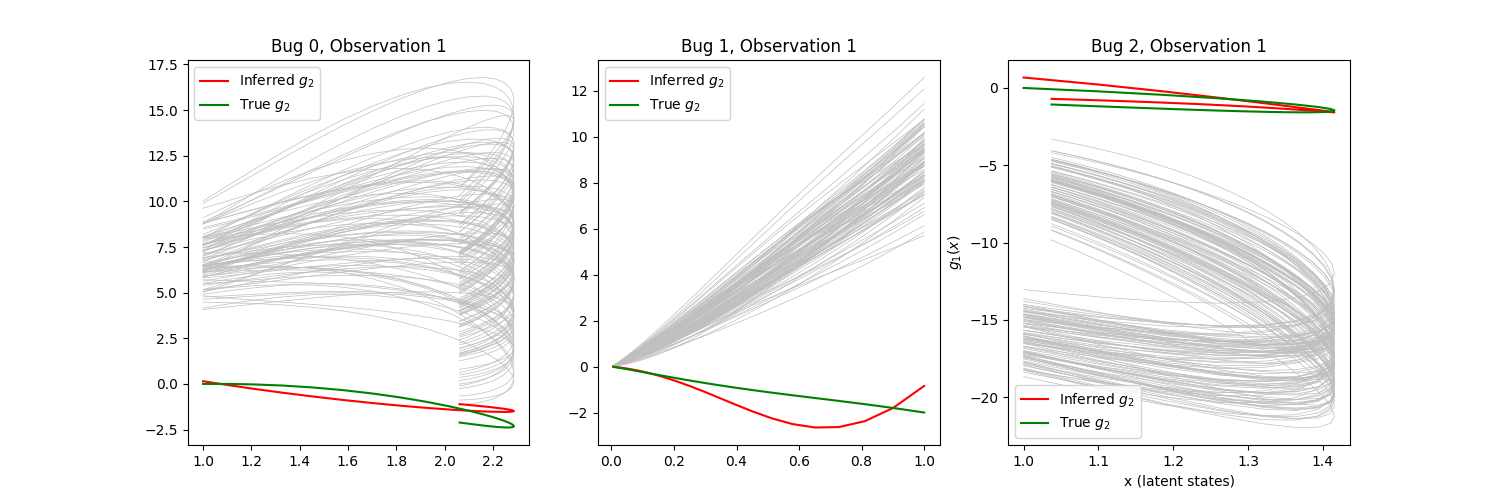 Bug 0, Observation 1
Inferred g₂
True g₂
17.5
15.0
12.5
10.0
7.5
5.0
2.5
0.0
−2.5
1.0 1.2 1.4 1.6 1.8 2.0 2.2
Bug 1, Observation 1
Inferred g₂
True g₂
12
10
8
6
4
2
0
−2
0.0 0.2 0.4 0.6 0.8 1.0
Bug 2, Observation 1
0
−5
−10
−15
−20
g₁(x)
Inferred g₂
True g₂
1.0 1.1 1.2 1.3 1.4
x (latent states)